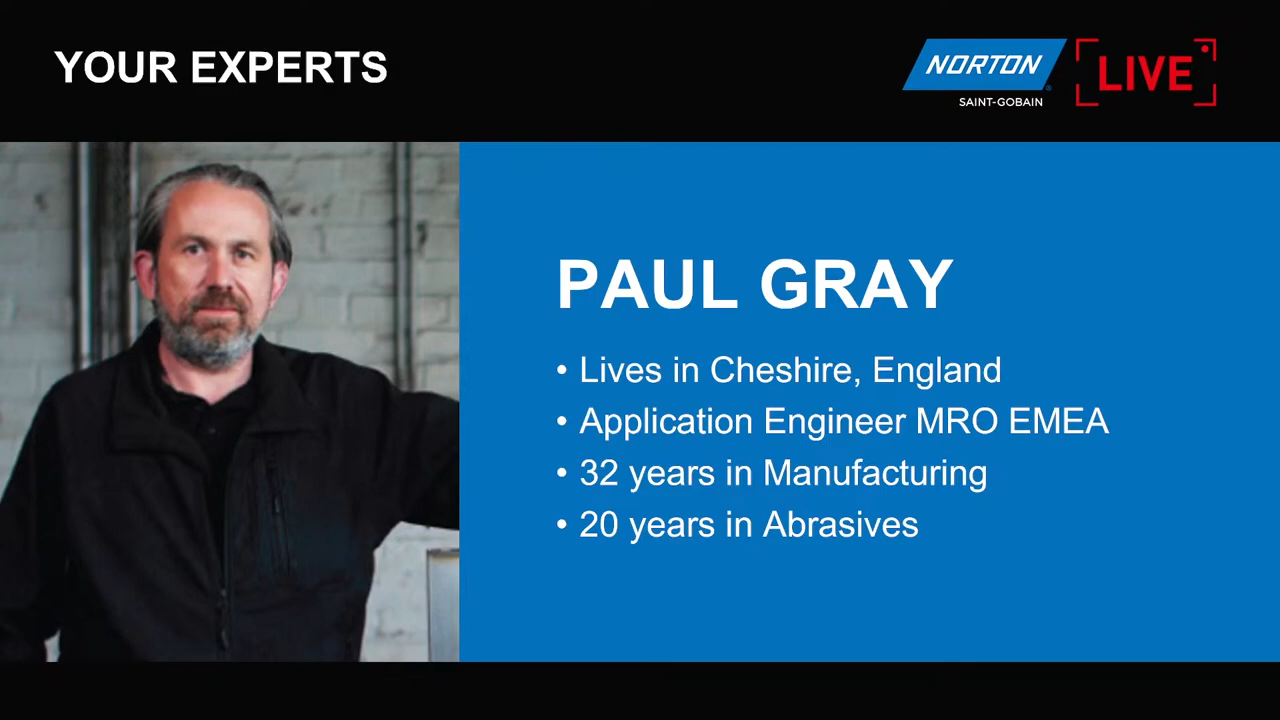 YOUR EXPERTS
NORTON
SAINT-GOBAIN
LIVE
PAUL GRAY
• Lives in Cheshire, England
• Application Engineer MRO EMEA
• 32 years in Manufacturing
• 20 years in Abrasives